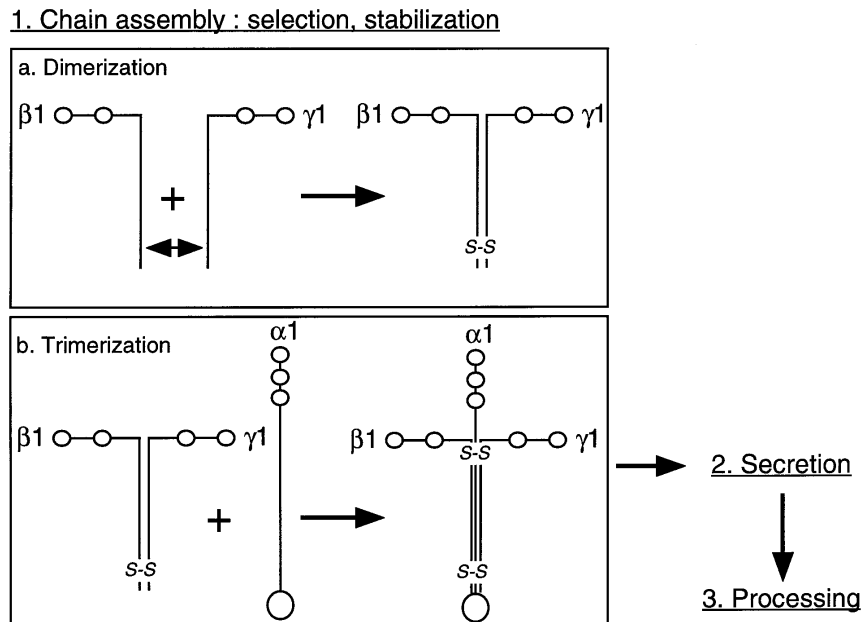 1. Chain assembly : selection, stabilization
a. Dimerization
β1
γ1
β1
γ1
+
S-S
b. Trimerization
α1
α1
β1
γ1
β1
γ1
S-S
+
S-S
S-S
2. Secretion
3. Processing